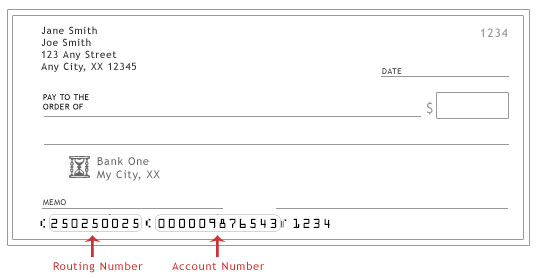 Jane Smith
Joe Smith
123 Any Street
Any City, XX 12345
1234
DATE
PAY TO THE
ORDER OF
$
Bank One
My City, XX
MEMO
⑆250250025⑆ 0000009876543⑈ 1234
Routing Number
Account Number